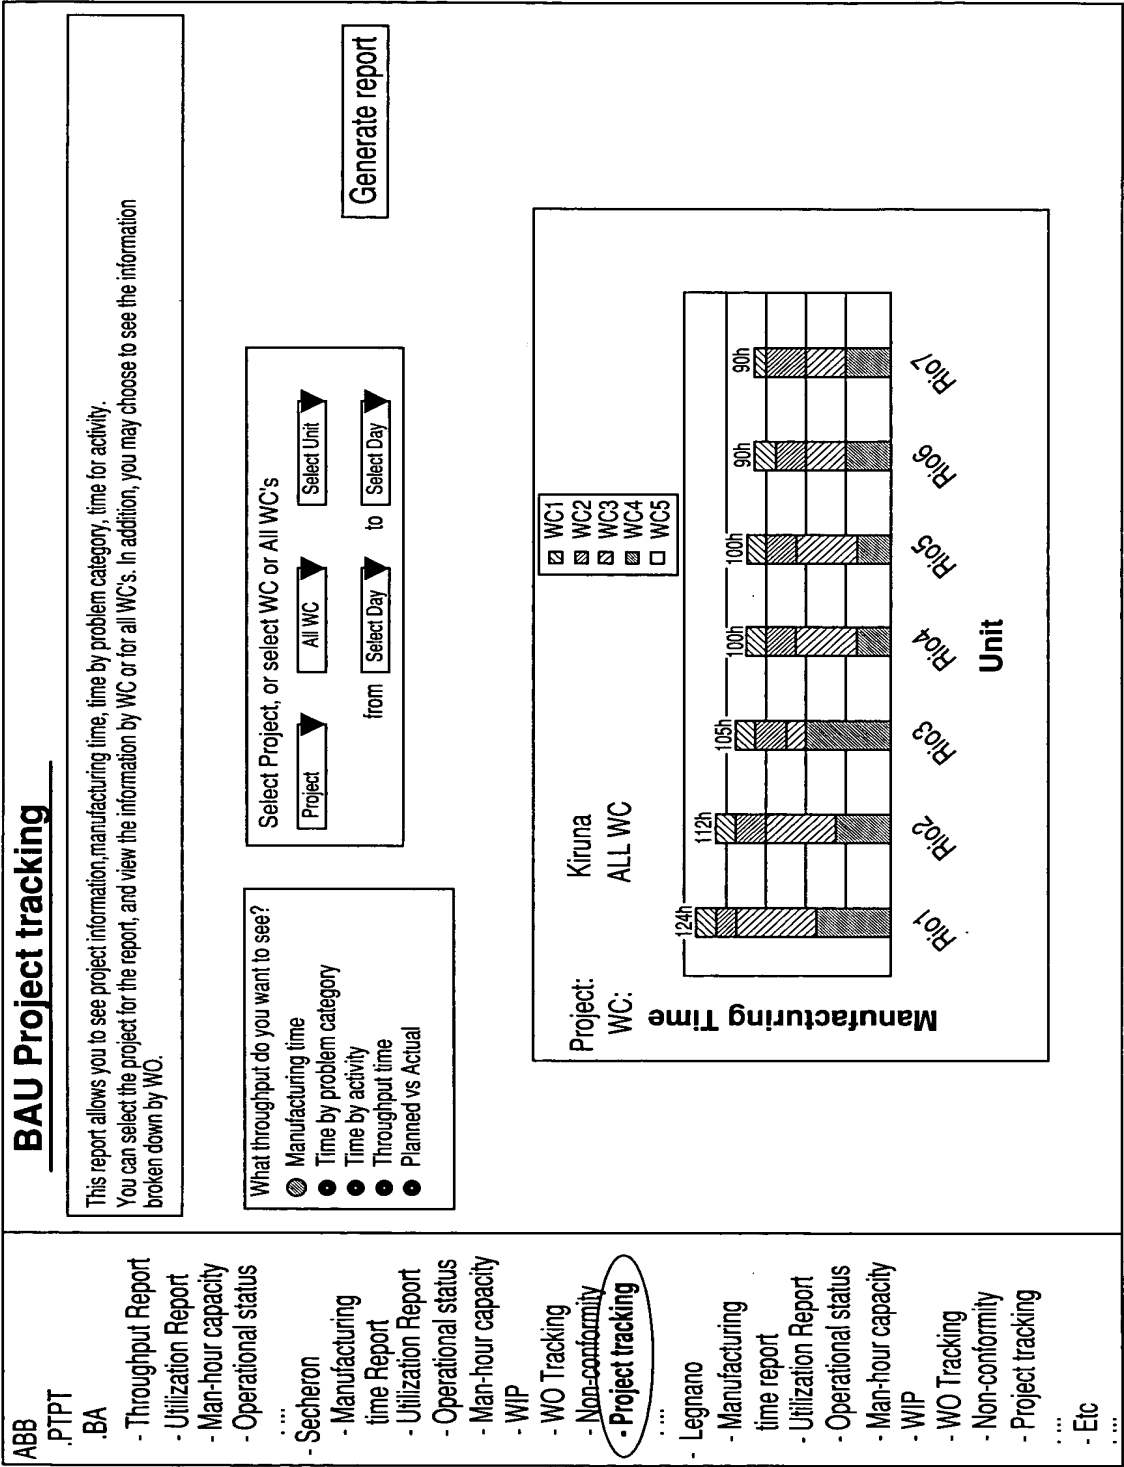 ABB
.PTPT
.BA
- Throughput Report
- Utilization Report
- Man-hour capacity
- Operational status
....
- Secheron
- Manufacturing
time Report
- Utilization Report
- Operational status
- Man-hour capacity
- WIP
- WO Tracking
- Non-conformity
- Project tracking
....
- Legnano
- Manufacturing
time report
- Utilization Report
- Operational status
- Man-hour capacity
- WIP
- WO Tracking
- Non-conformity
- Project tracking
....
- Etc
....
BAU Project tracking
This report allows you to see project information,manufacturing time, time by problem category, time for activity.
You can select the project for the report, and view the information by WC or for all WC's. In addition, you may choose to see the information
broken down by WO.
What throughput do you want to see?
Manufacturing time
Time by problem category
Time by activity
Throughput time
Planned vs Actual
Select Project, or select WC or All WC's
Project All WC Select Unit
from Select Day to Select Day
Generate report
Project: Kiruna
WC: ALL WC
WC1
WC2
WC3
WC4
WC5
Manufacturing Time
124h 112h 105h 100h 100h 90h 90h
Rio1 Rio2 Rio3 Rio4 Rio5 Rio6 Rio7
Unit